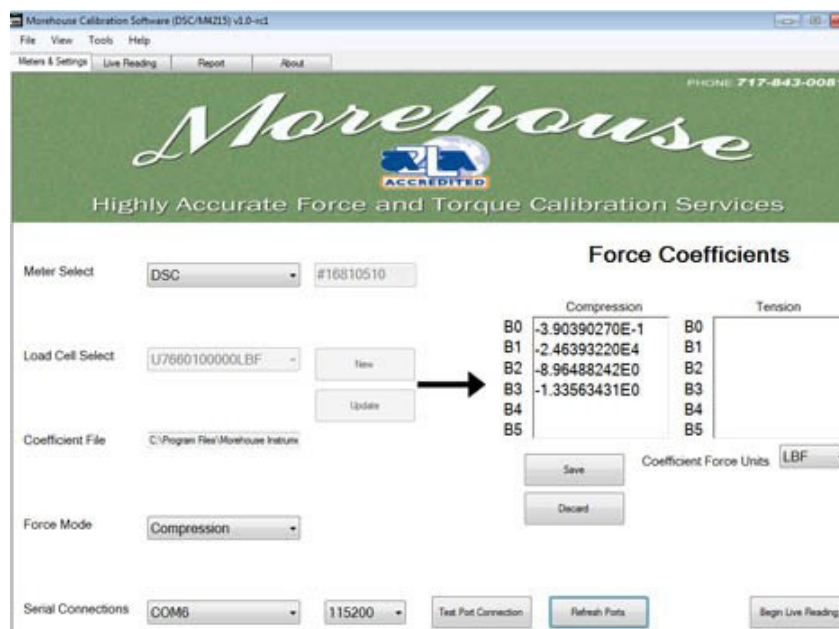 Morehouse Calibration Software (DSC/M4215) v1.0-rc1
File View Tools Help
Meters & Settings Live Reading Report About
PHONE 717-843-008
Morehouse
A2LA
ACCREDITED
Highly Accurate Force and Torque Calibration Services
Force Coefficients
Meter Select DSC #16810510
Compression Tension
B0 -3.90390270E-1 B0
B1 -2.46393220E4 B1
B2 -8.96488242E0 B2
B3 -1.33563431E0 B3
B4 B4
B5 B5
Load Cell Select U7660100000LBF New
Update
Coefficient File C:\Program Files\Morehouse Instrume
Save Coefficient Force Units LBF
Discard
Force Mode Compression
Serial Connections COM6 115200 Test Port Connection Refresh Ports Begin Live Reading